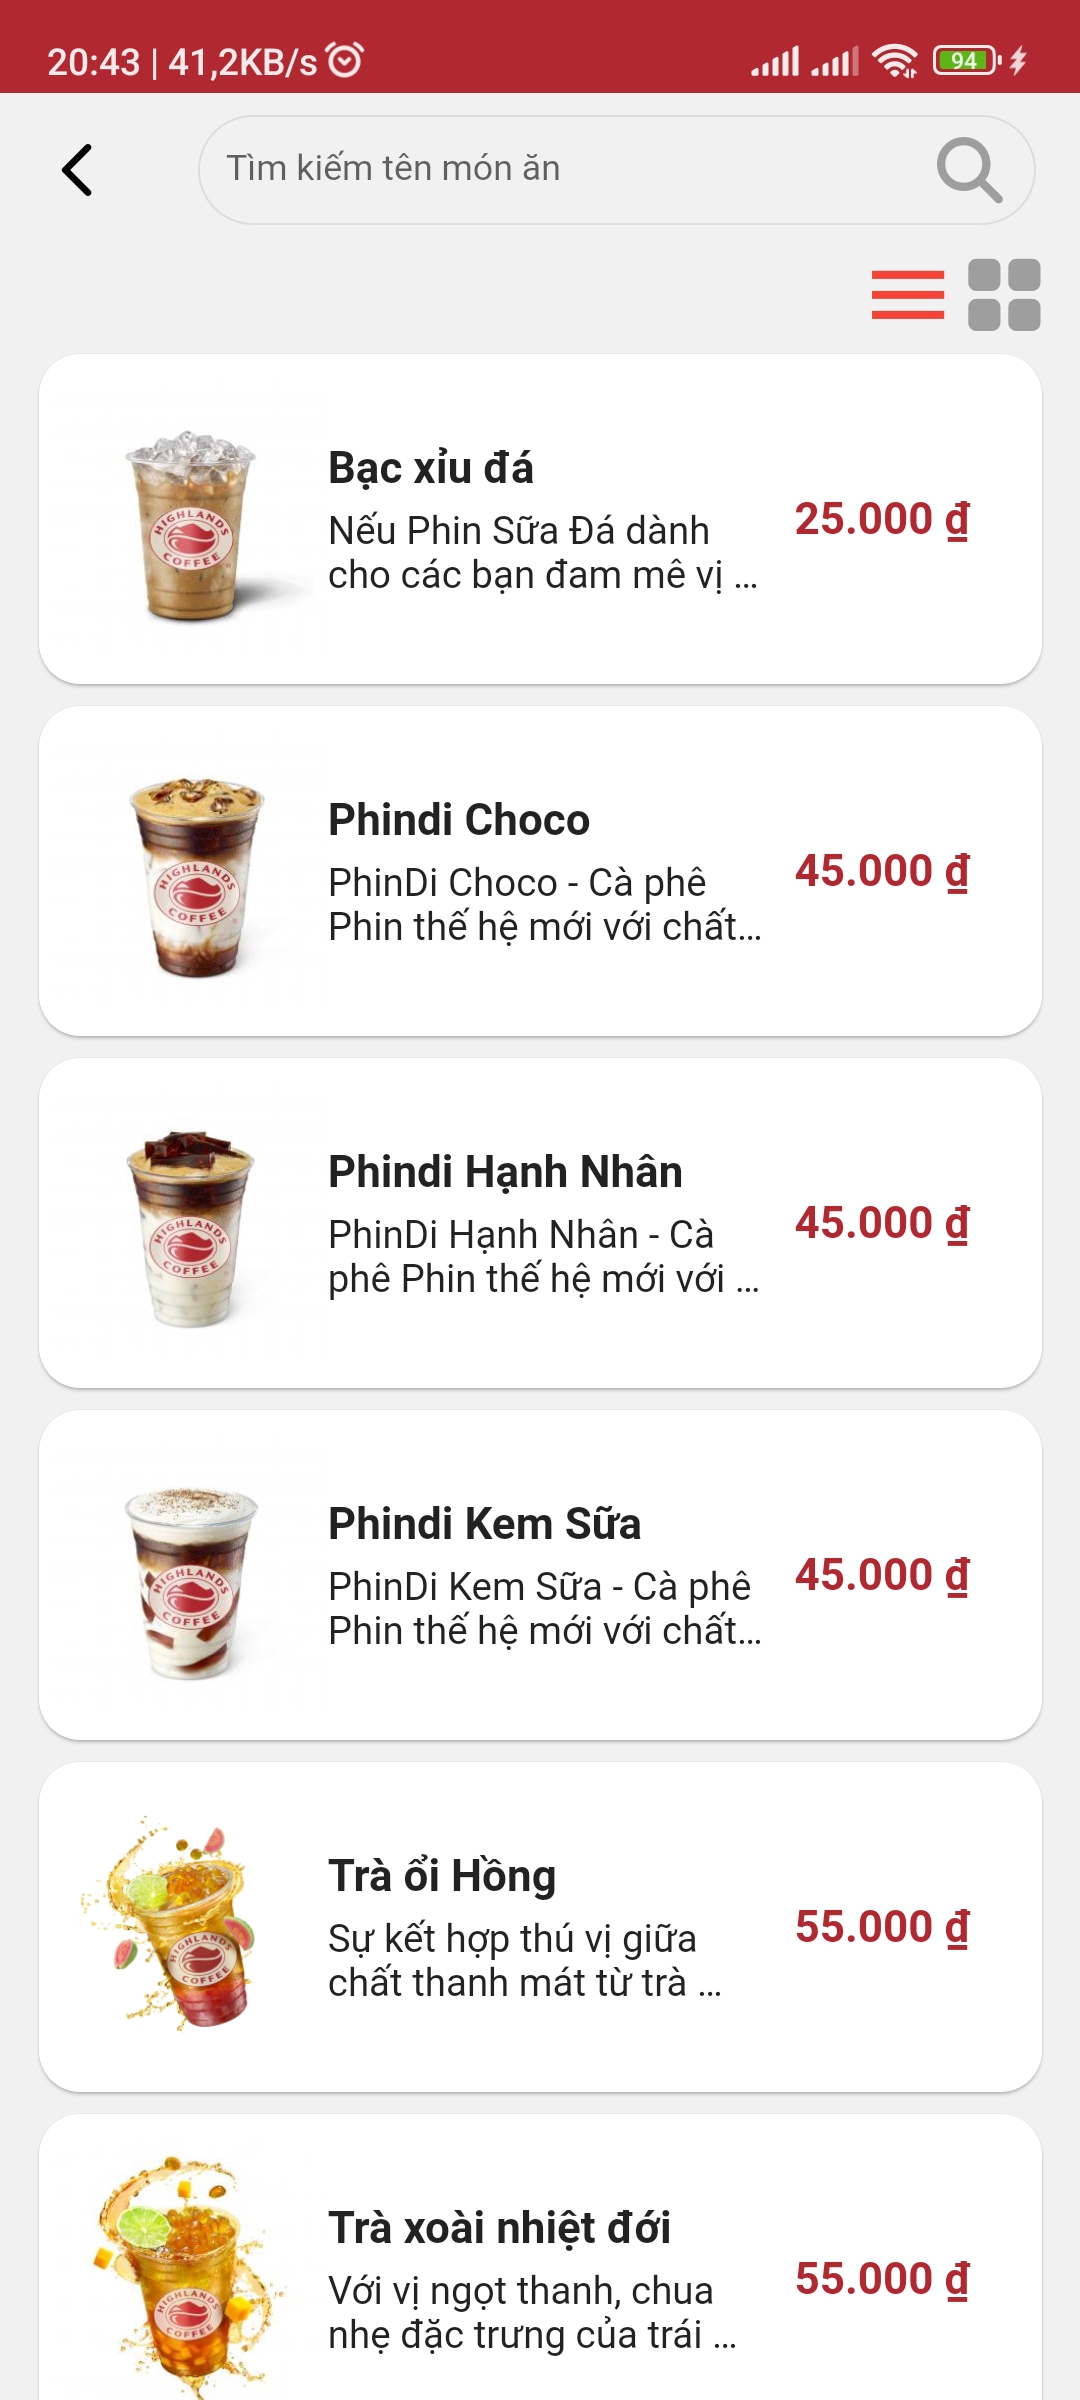 20:43 | 41,2KB/s
94
Tìm kiếm tên món ăn
Bạc xỉu đá
Nếu Phin Sữa Đá dành
cho các bạn đam mê vị ...
25.000 ₫
HIGHLANDS
COFFEE
Phindi Choco
PhinDi Choco - Cà phê
Phin thế hệ mới với chất...
45.000 ₫
HIGHLANDS
COFFEE
Phindi Hạnh Nhân
PhinDi Hạnh Nhân - Cà
phê Phin thế hệ mới với ...
45.000 ₫
HIGHLANDS
COFFEE
Phindi Kem Sữa
PhinDi Kem Sữa - Cà phê
Phin thế hệ mới với chất...
45.000 ₫
HIGHLANDS
COFFEE
Trà ổi Hồng
Sự kết hợp thú vị giữa
chất thanh mát từ trà ...
55.000 ₫
HIGHLANDS
COFFEE
Trà xoài nhiệt đới
Với vị ngọt thanh, chua
nhẹ đặc trưng của trái ...
55.000 ₫
HIGHLANDS
COFFEE